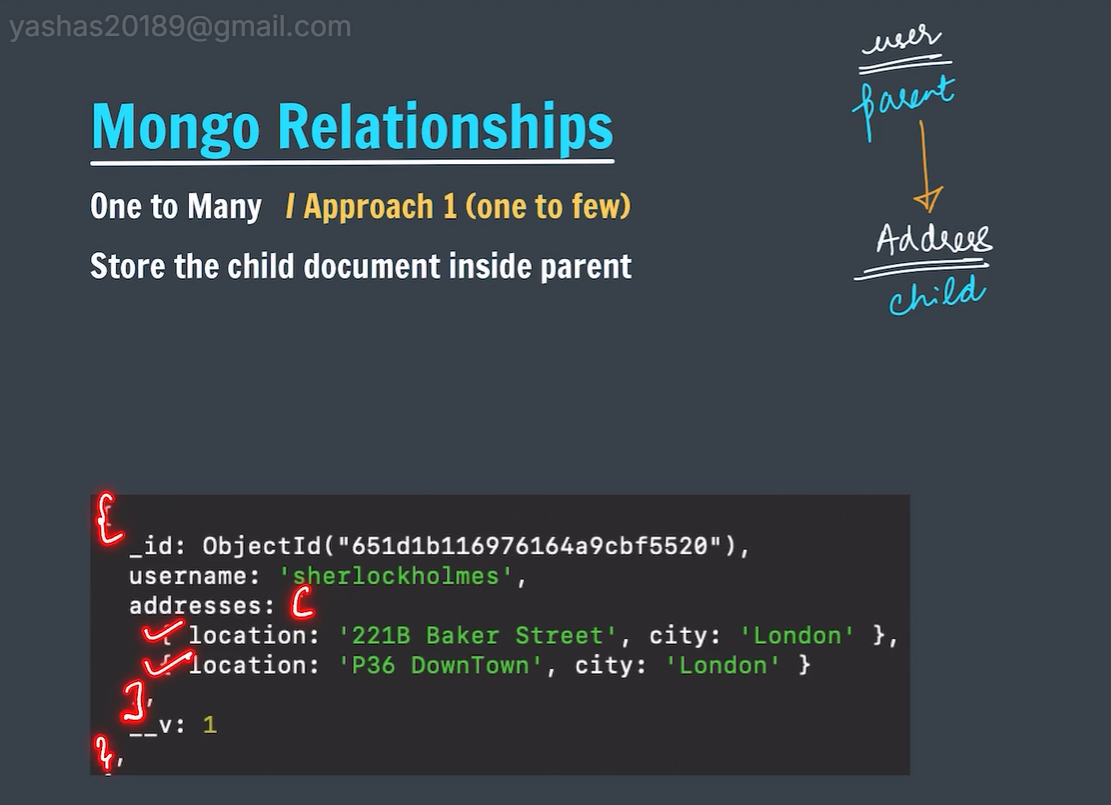 yashas20189@gmail.com
user
parent
Address
child
Mongo Relationships
One to Many / Approach 1 (one to few)
Store the child document inside parent
{
_id: ObjectId("651d1b116976164a9cbf5520"),
username: 'sherlockholmes',
addresses: [
{ location: '221B Baker Street', city: 'London' },
{ location: 'P36 DownTown', city: 'London' }
],
__v: 1
},